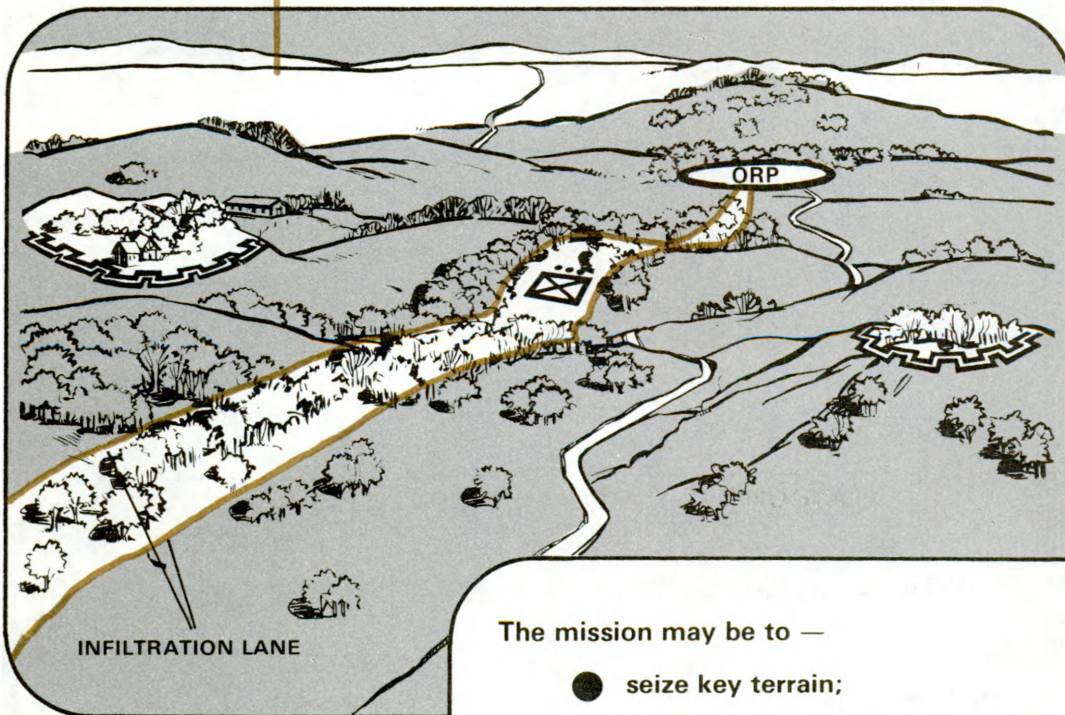 ORP
INFILTRATION LANE
The mission may be to —
● seize key terrain;